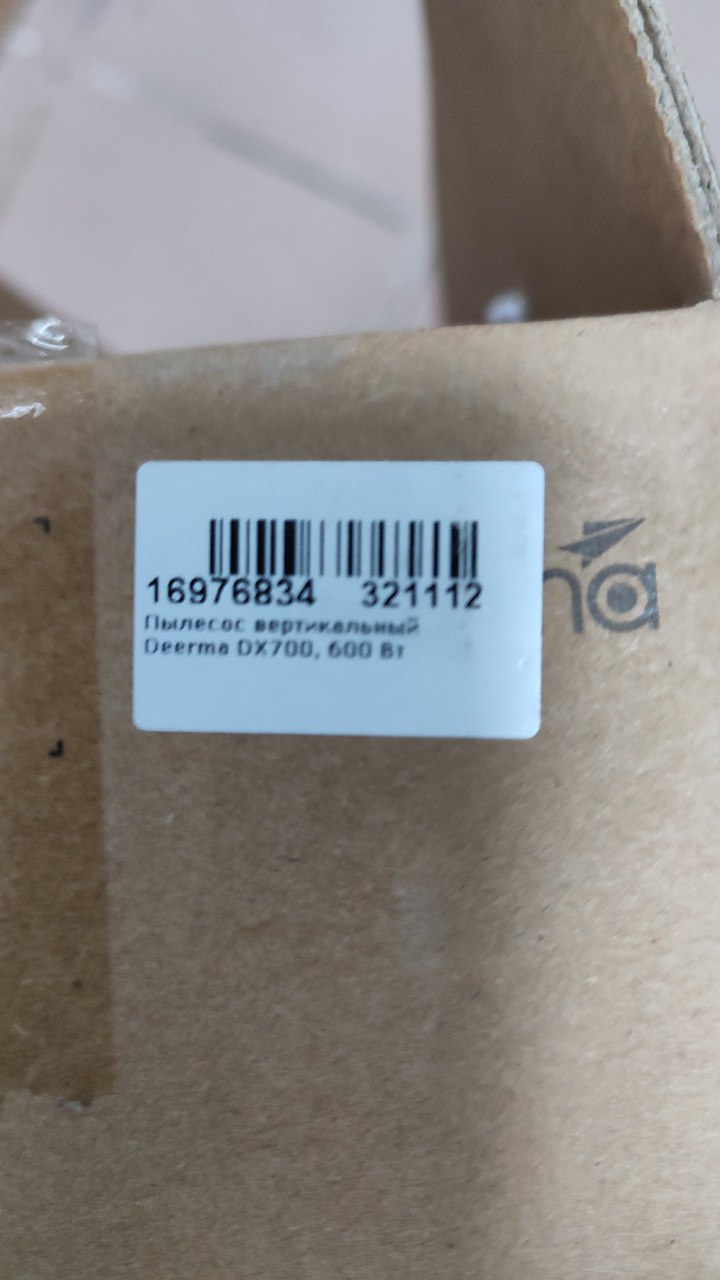 16976834 321112
Пылесос вертикальный
Deerma DX700, 600 Вт